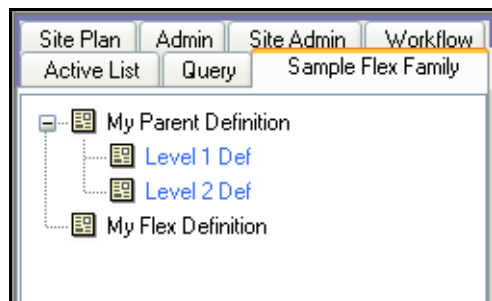 Site Plan Admin Site Admin Workflow
Active List Query Sample Flex Family
My Parent Definition
Level 1 Def
Level 2 Def
My Flex Definition